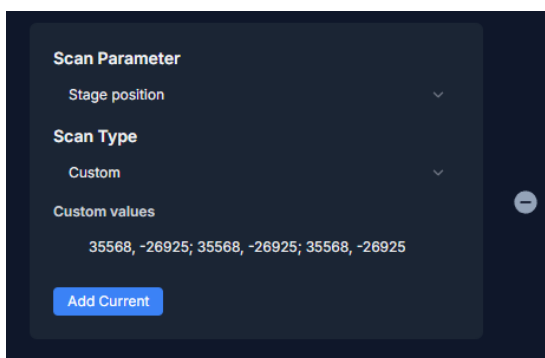 Scan Parameter
Stage position
Scan Type
Custom
Custom values
35568, -26925; 35568, -26925; 35568, -26925
Add Current